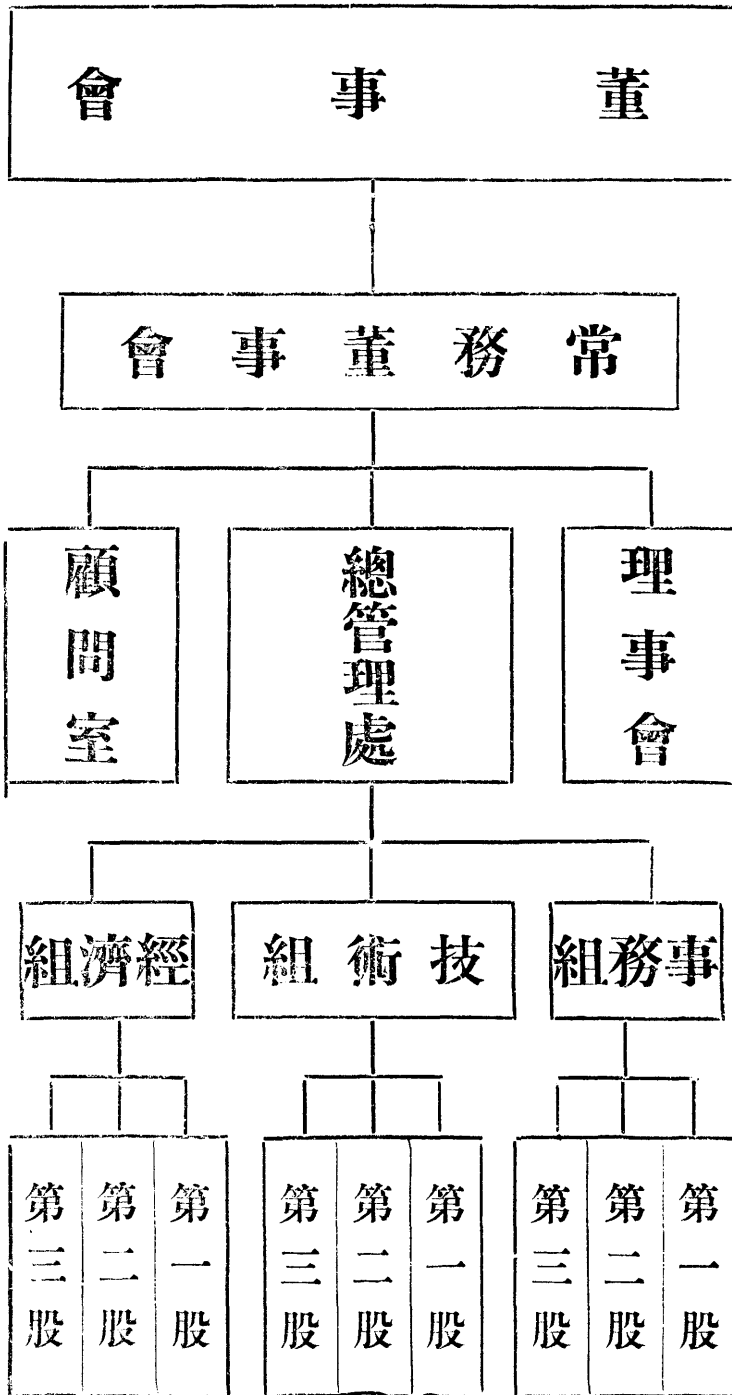 董事會
常務董事會
理事會
總管理處
顧問室
事務組
技術組
經濟組
第一股
第二股
第三股
第一股
第二股
第三股
第一股
第二股
第三股